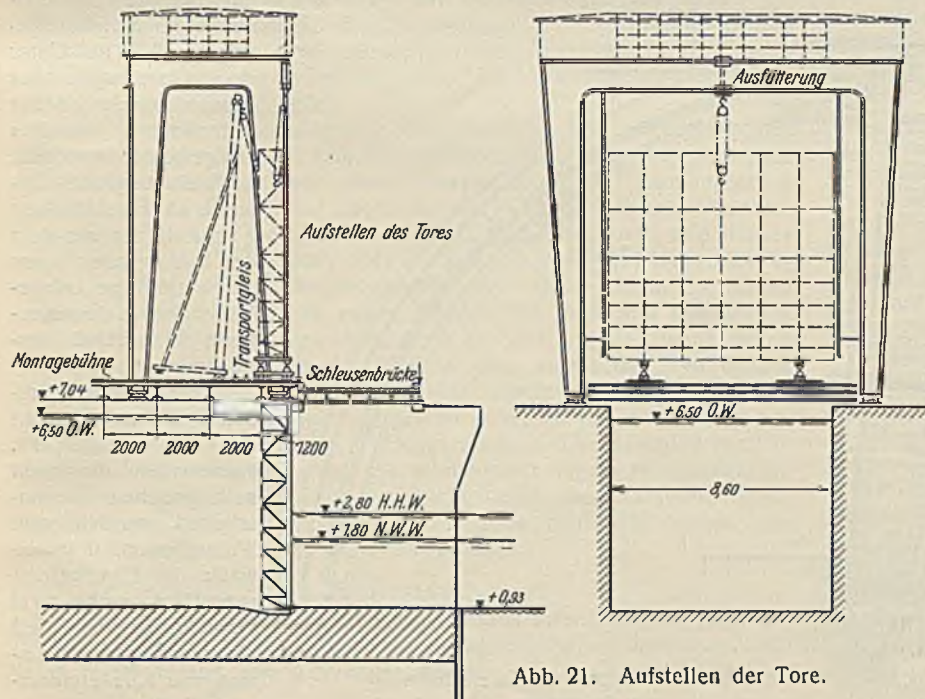 Ausfütterung
Aufstellen des Tores
Transportgleis
Montagebühne
Schleusenbrücke
+7,04
+6,50 O.W.
+6,50 O.W.
2000 2000 2000 1200
8,60
+2,80 H.H.W.
+1,80 N.W.W.
+0,93
Abb. 21. Aufstellen der Tore.